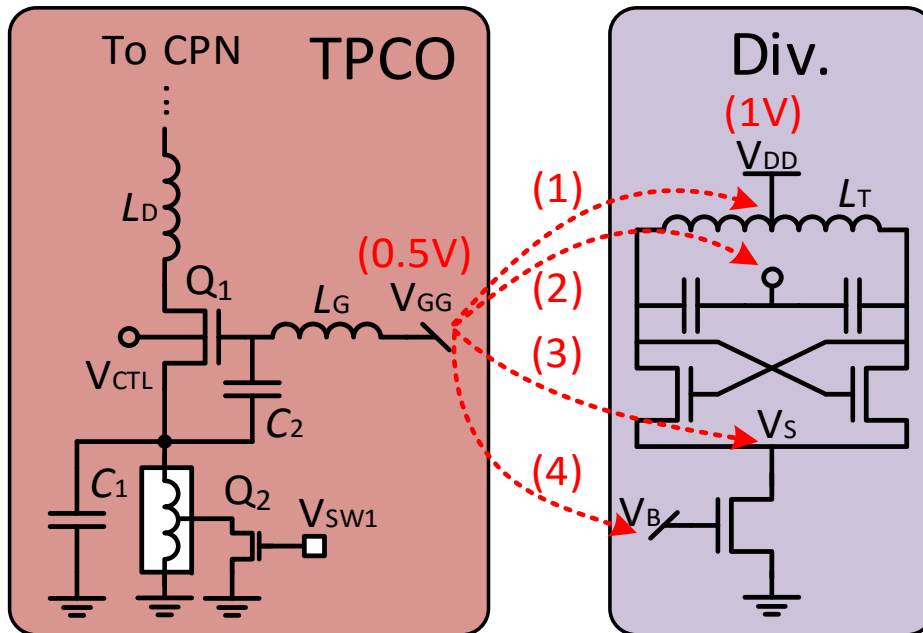 To CPN
TPCO
Div.
(1V)
VDD
LT
(1)
LD
(0.5V)
Q1
LG
VGG
(2)
VCTL
(3)
C2
VS
C1
Q2
(4)
VSW1
VB